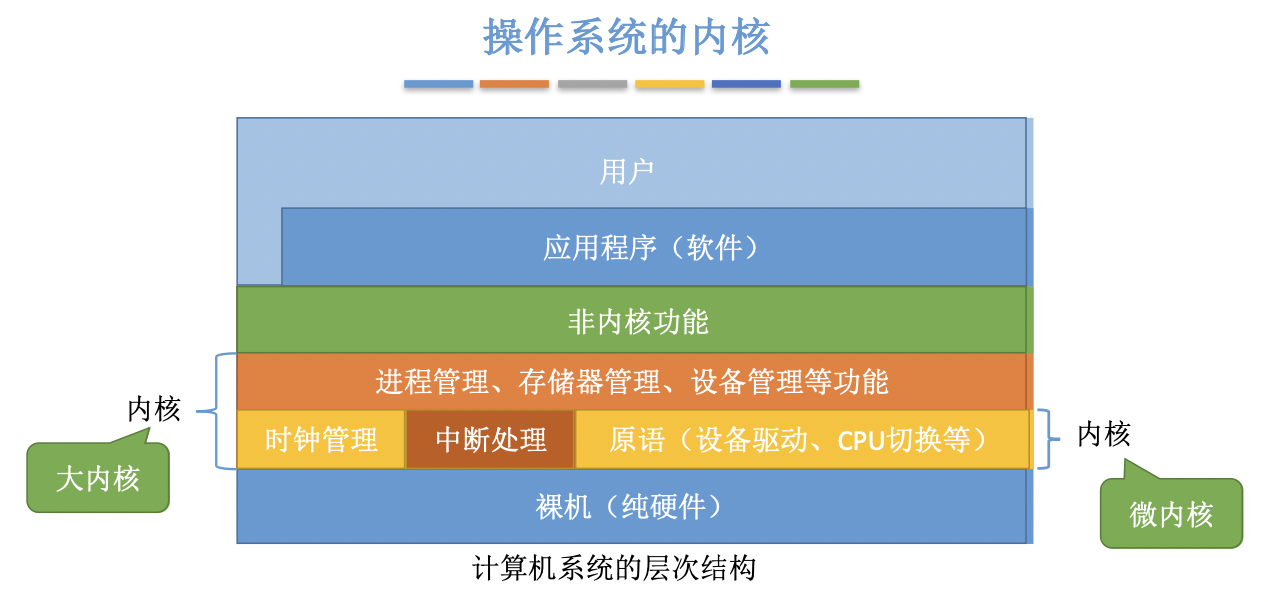 操作系统的内核
用户
应用程序（软件）
非内核功能
进程管理、存储器管理、设备管理等功能
内核
时钟管理
中断处理
原语（设备驱动、CPU切换等）
内核
大内核
裸机（纯硬件）
微内核
计算机系统的层次结构